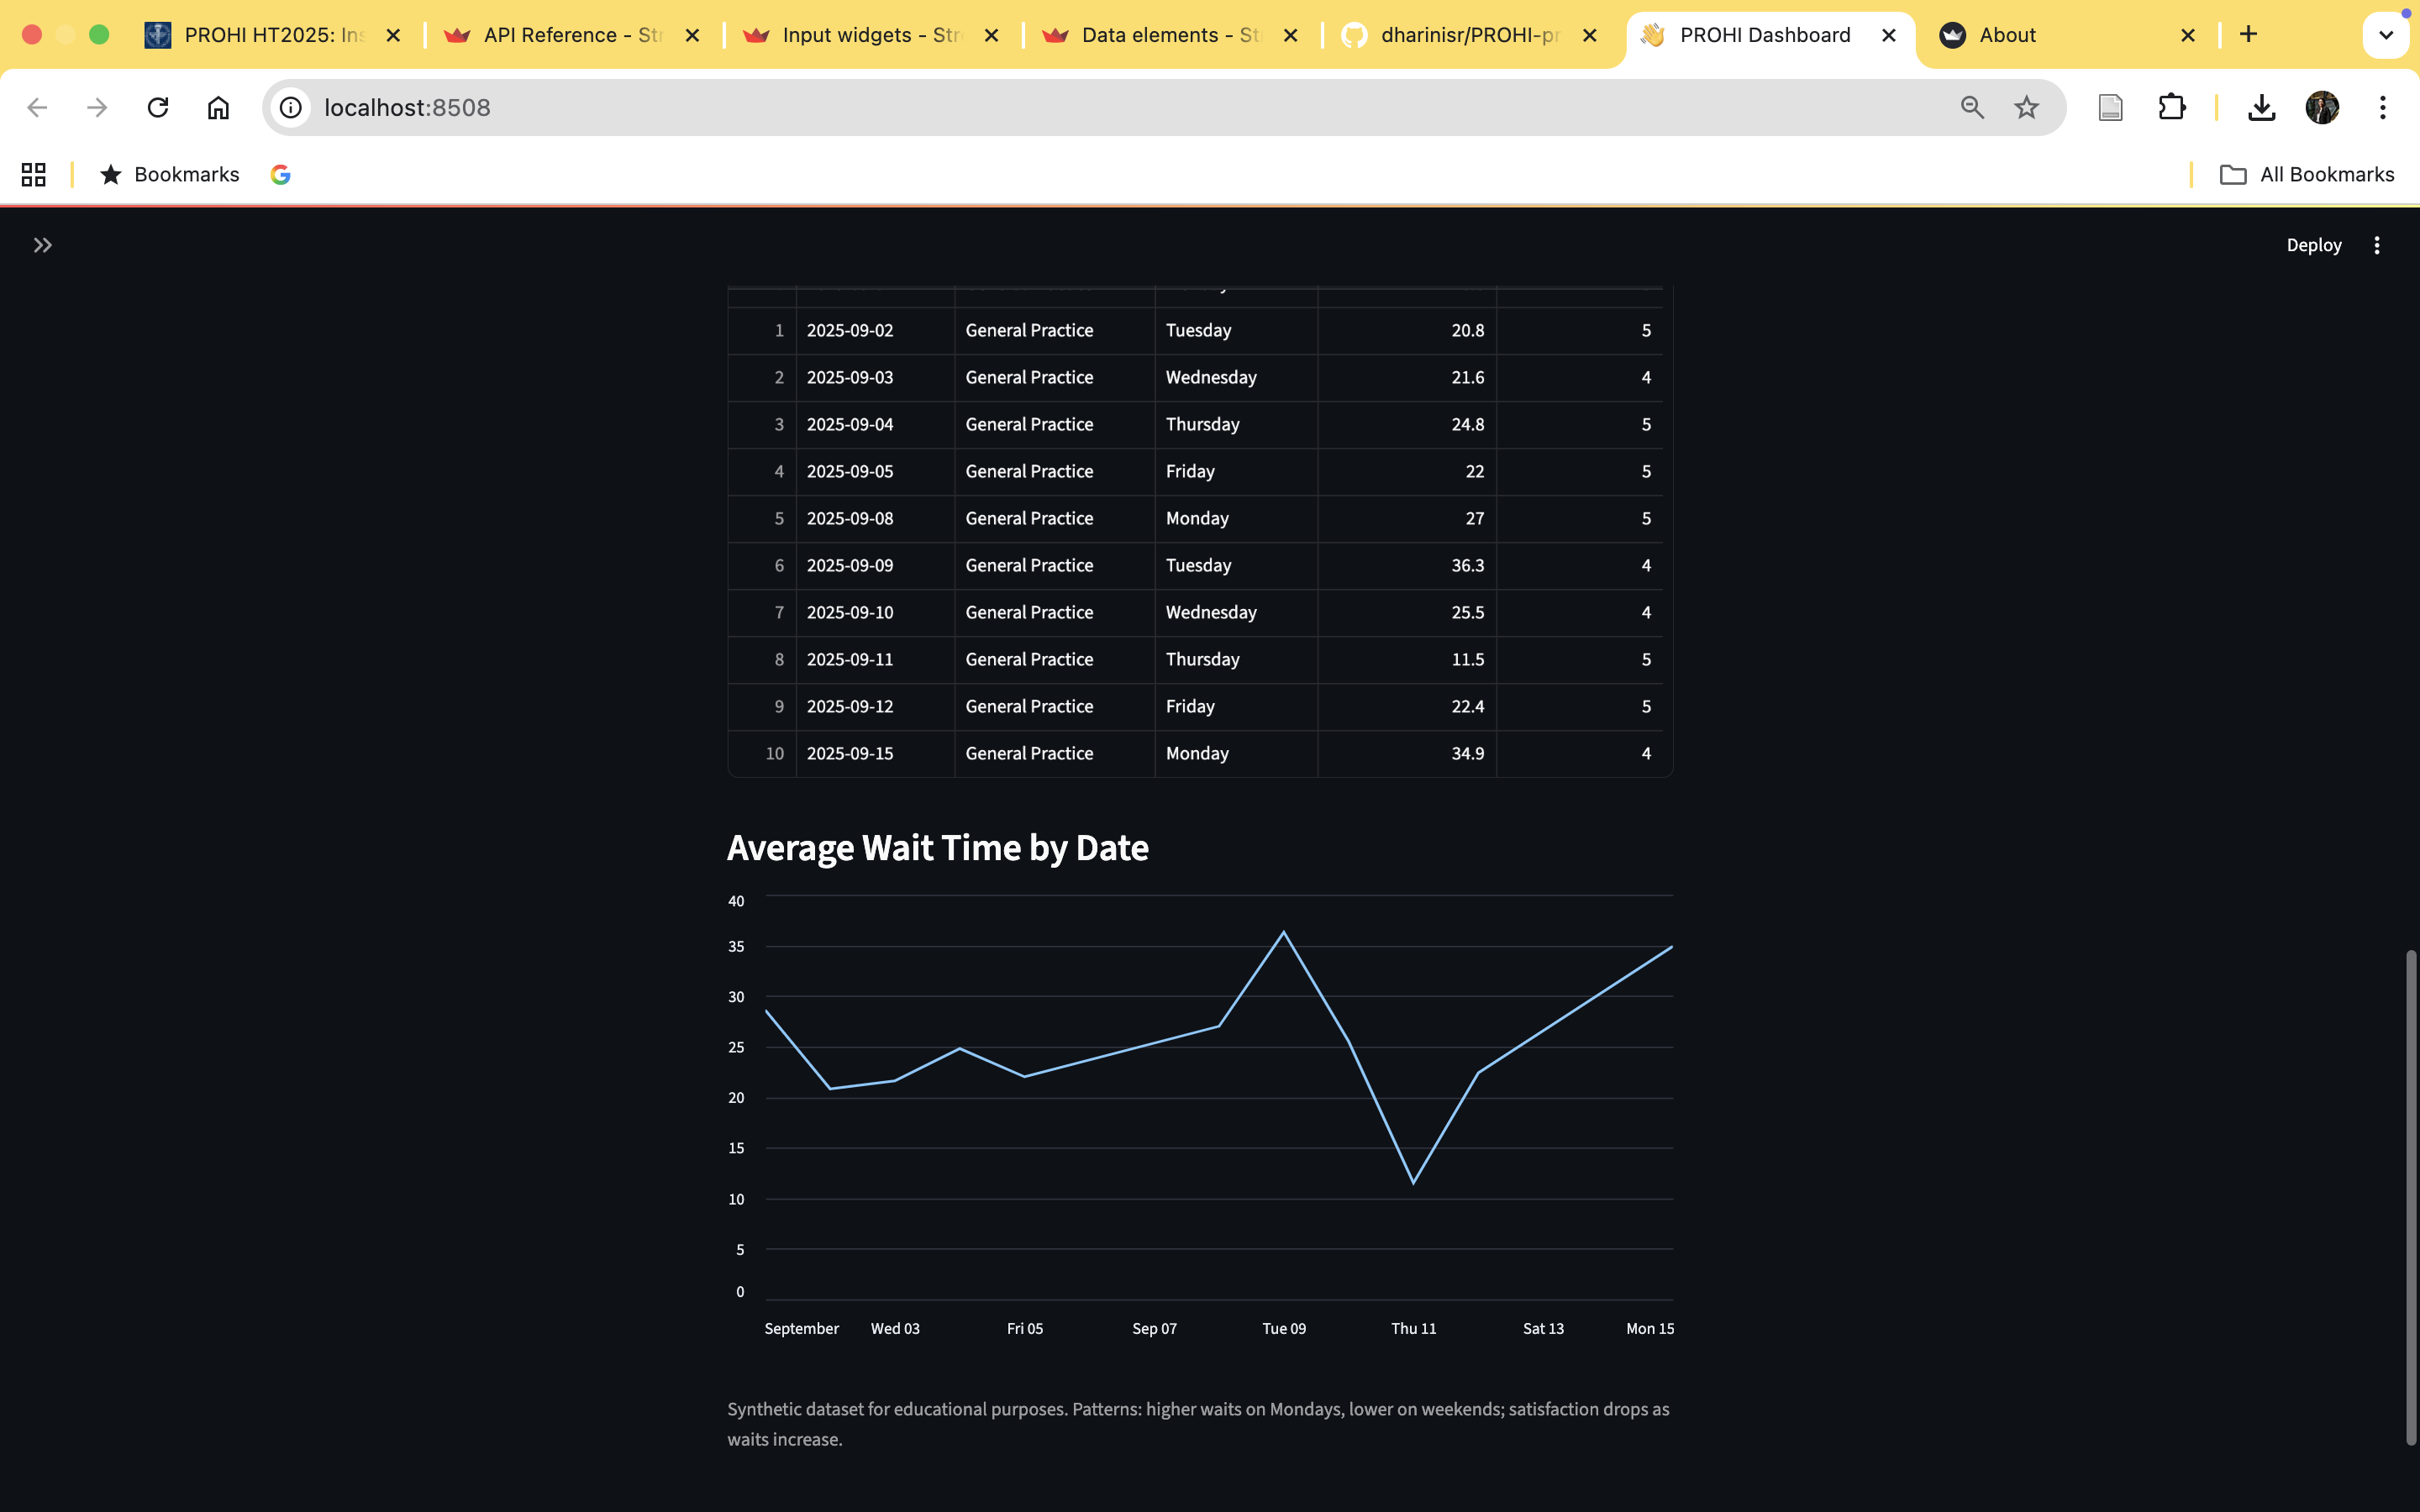 PROHI HT2025: Ins
API Reference - Str
Input widgets - Stre
Data elements - St
dharinisr/PROHI-pr
PROHI Dashboard
About
localhost:8508
Bookmarks
All Bookmarks
Deploy
1 2025-09-02 General Practice Tuesday 20.8 5
2 2025-09-03 General Practice Wednesday 21.6 4
3 2025-09-04 General Practice Thursday 24.8 5
4 2025-09-05 General Practice Friday 22 5
5 2025-09-08 General Practice Monday 27 5
6 2025-09-09 General Practice Tuesday 36.3 4
7 2025-09-10 General Practice Wednesday 25.5 4
8 2025-09-11 General Practice Thursday 11.5 5
9 2025-09-12 General Practice Friday 22.4 5
10 2025-09-15 General Practice Monday 34.9 4
Average Wait Time by Date
40
35
30
25
20
15
10
5
0
September Wed 03 Fri 05 Sep 07 Tue 09 Thu 11 Sat 13 Mon 15
Synthetic dataset for educational purposes. Patterns: higher waits on Mondays, lower on weekends; satisfaction drops as
waits increase.